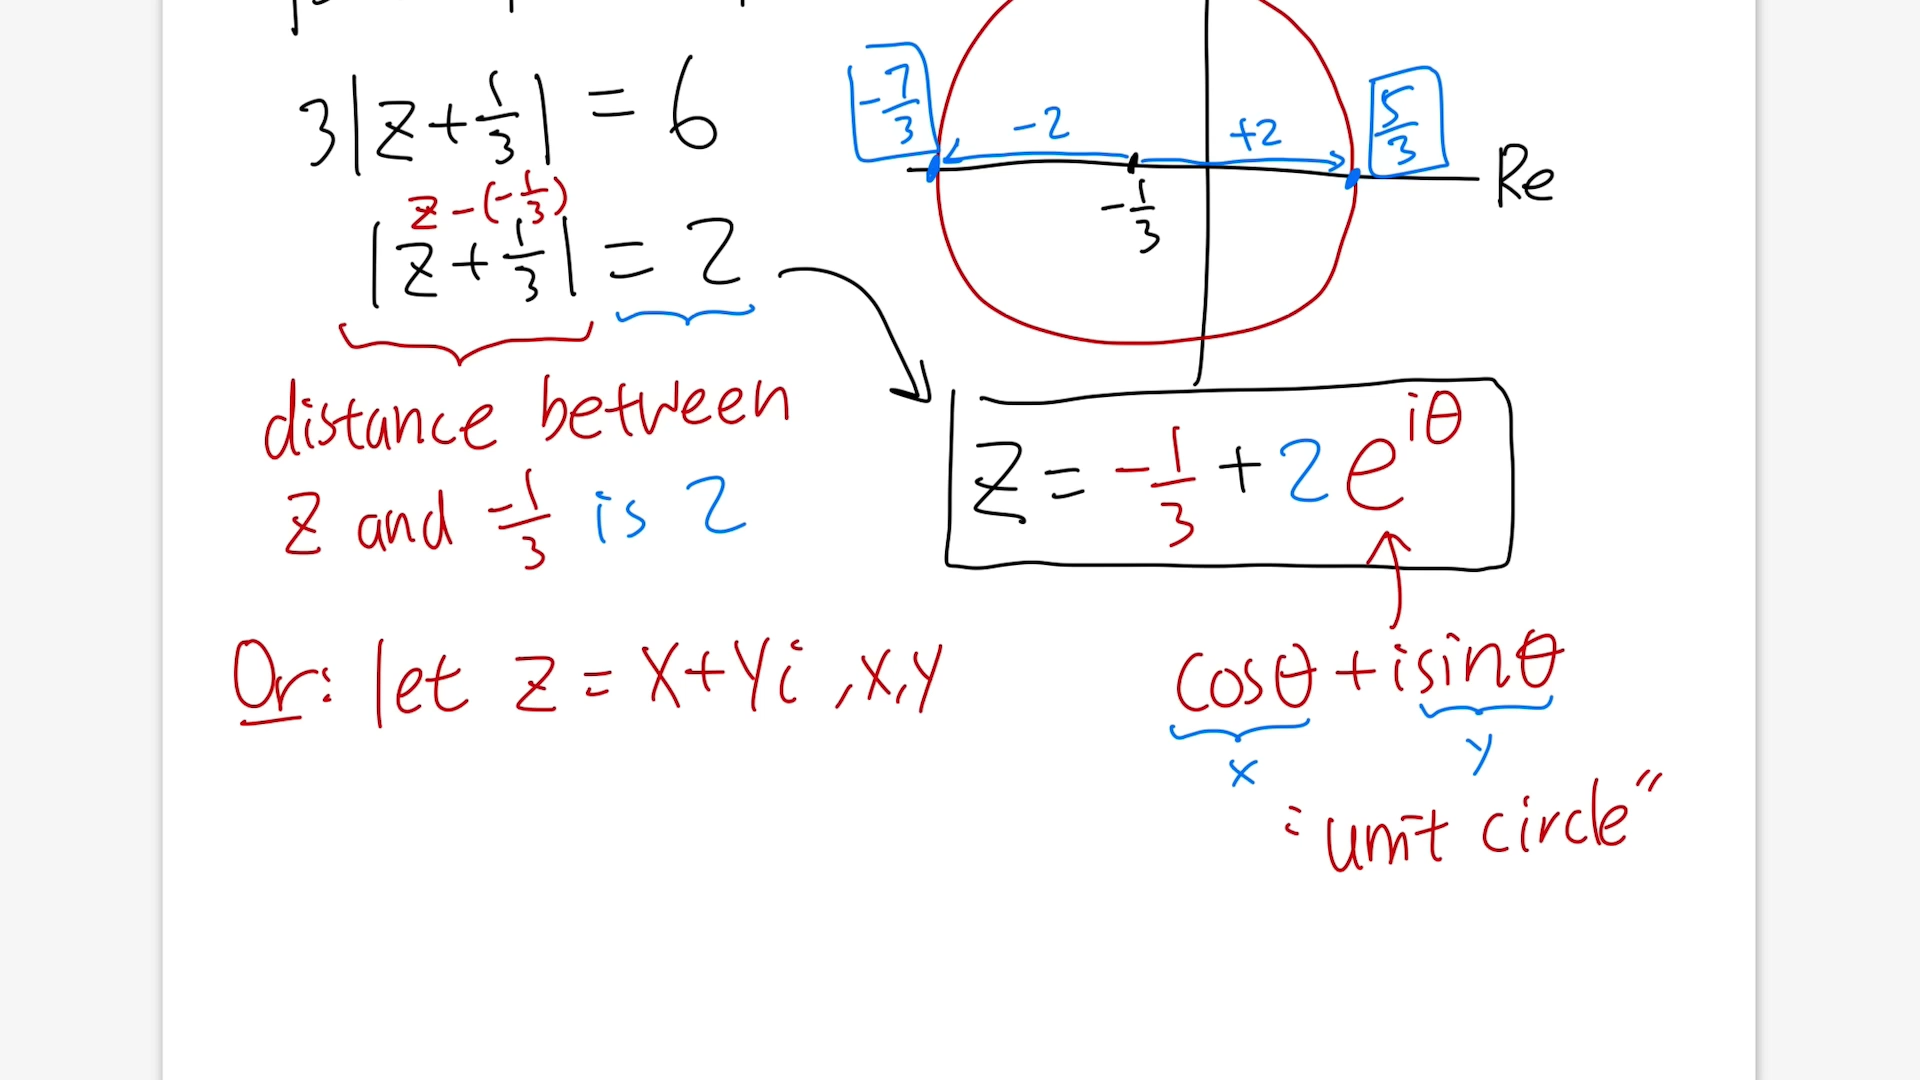 3|z+1/3| = 6
z-(-1/3)
|z+1/3| = 2
distance between
z and -1/3 is 2
-7/3
-2
+2
5/3
-1/3
Re
z = -1/3 + 2e^{iθ}
Or: let z = x+yi, x,y
cosθ + isinθ
x
y
"unit circle"